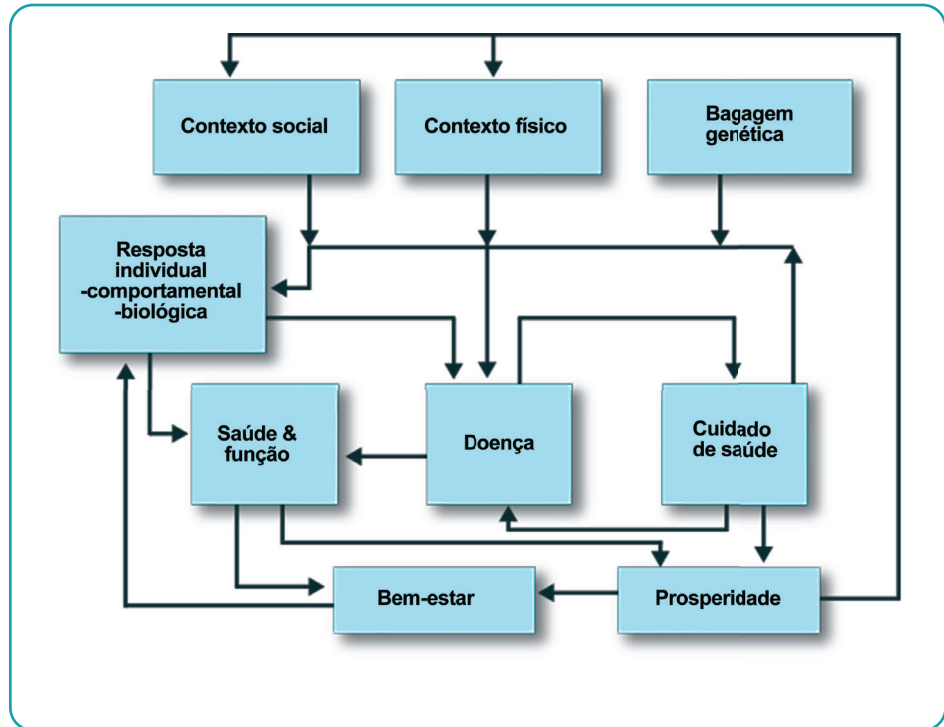 Contexto social
Contexto físico
Bagagem
genética
Resposta
individual
-comportamental
-biológica
Saúde &
função
Doença
Cuidado
de saúde
Bem-estar
Prosperidade